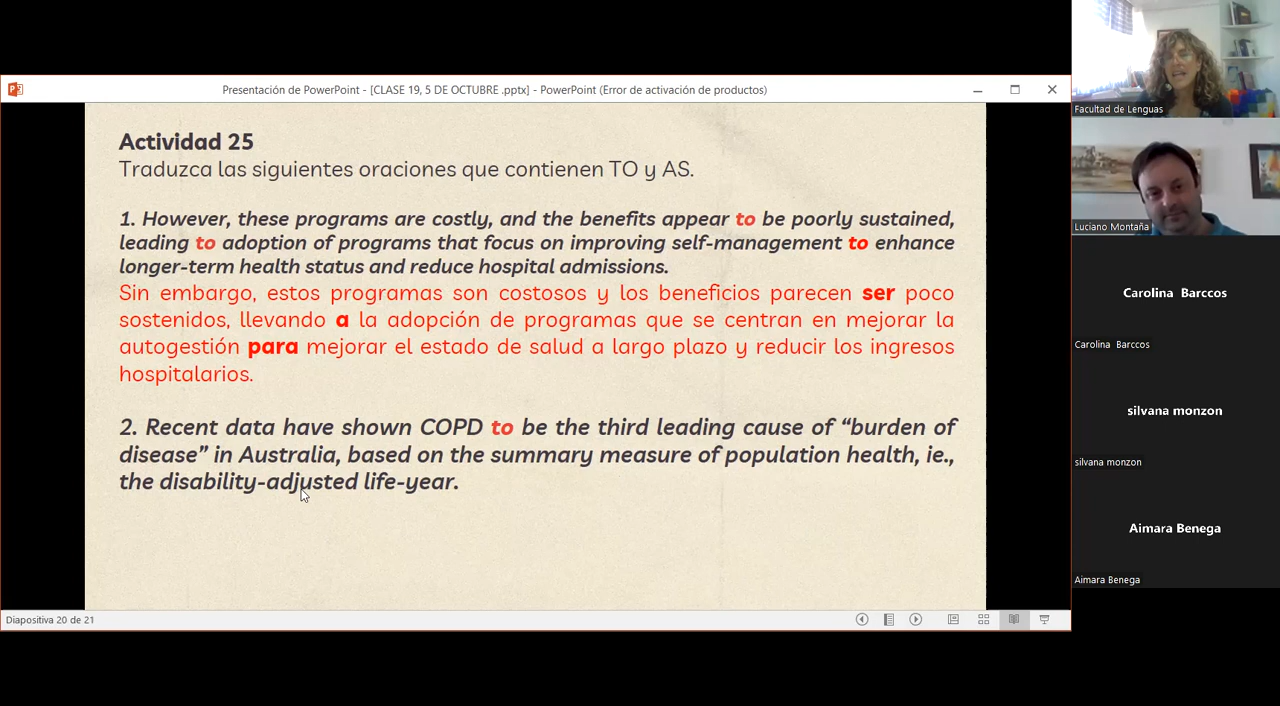 Presentación de PowerPoint - [CLASE 19, 5 DE OCTUBRE .pptx] - PowerPoint (Error de activación de productos)
Actividad 25
Traduzca las siguientes oraciones que contienen TO y AS.
1. However, these programs are costly, and the benefits appear to be poorly sustained,
leading to adoption of programs that focus on improving self-management to enhance
longer-term health status and reduce hospital admissions.
Sin embargo, estos programas son costosos y los beneficios parecen ser poco
sostenidos, llevando a la adopción de programas que se centran en mejorar la
autogestión para mejorar el estado de salud a largo plazo y reducir los ingresos
hospitalarios.
2. Recent data have shown COPD to be the third leading cause of “burden of
disease” in Australia, based on the summary measure of population health, ie.,
the disability-adjusted life-year.
Diapositiva 20 de 21
Facultad de Lenguas
Luciano Montaña
Carolina Barccos
Carolina Barccos
silvana monzon
silvana monzon
Aimara Benega
Aimara Benega